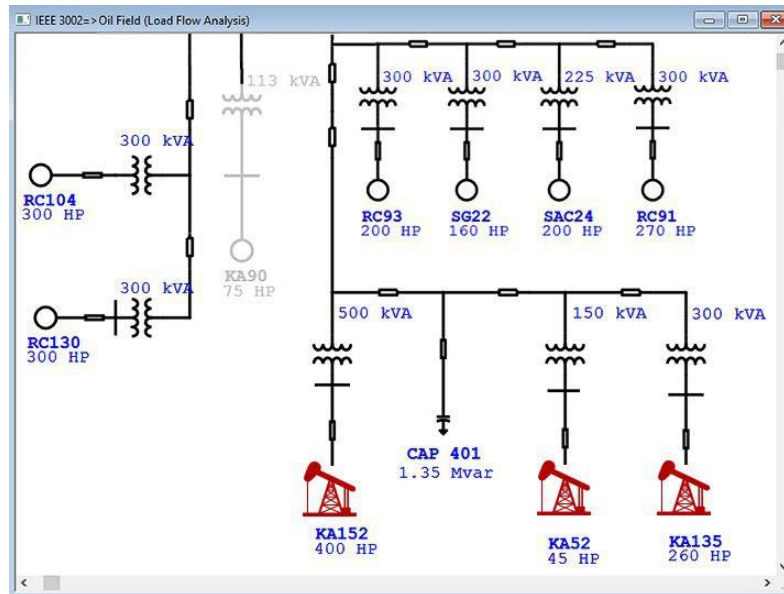 IEEE 3002=>Oil Field (Load Flow Analysis)
113 kVA
300 kVA
300 kVA
225 kVA
300 kVA
300 kVA
RC104
300 HP
RC93
200 HP
SG22
160 HP
SAC24
200 HP
RC91
270 HP
KA90
75 HP
300 kVA
RC130
300 HP
500 kVA
150 kVA
300 kVA
CAP 401
1.35 Mvar
KA152
400 HP
KA52
45 HP
KA135
260 HP